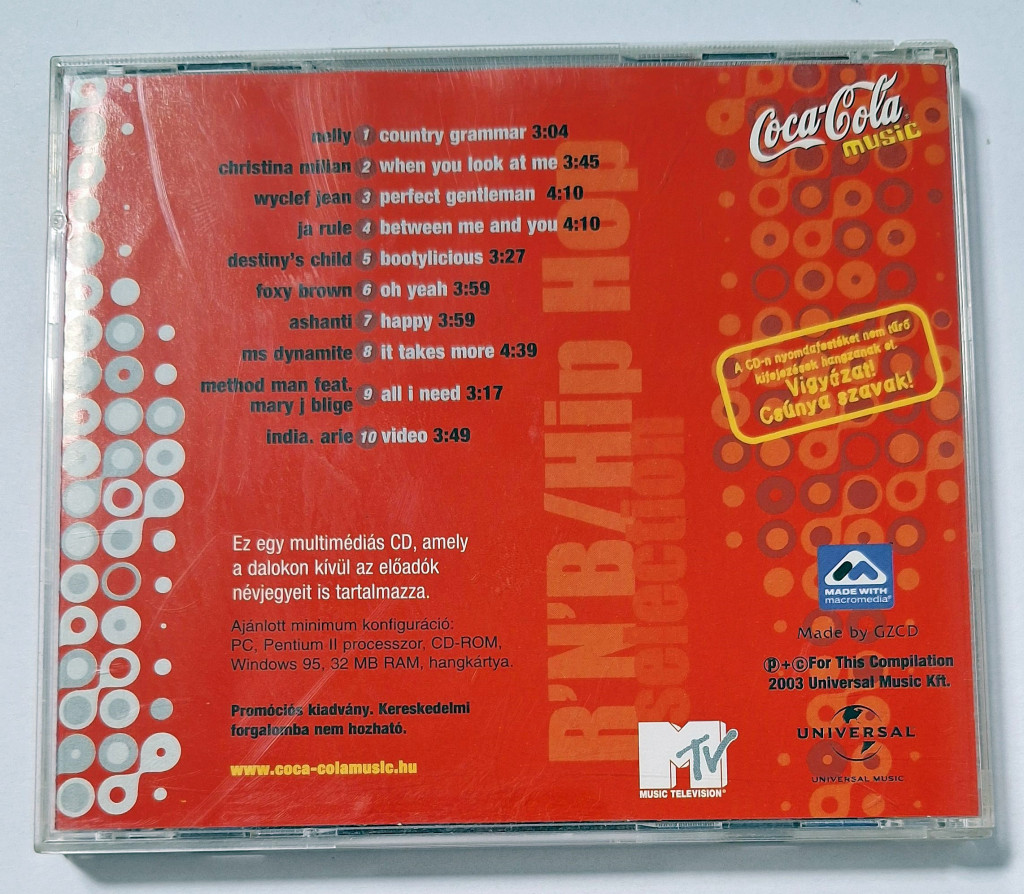 Coca-Cola
music
nelly 1 country grammar 3:04
christina milian 2 when you look at me 3:45
wyclef jean 3 perfect gentleman 4:10
ja rule 4 between me and you 4:10
destiny's child 5 bootylicious 3:27
foxy brown 6 oh yeah 3:59
ashanti 7 happy 3:59
ms dynamite 8 it takes more 4:39
method man feat.
mary j blige 9 all i need 3:17
india. arie 10 video 3:49
R'N'B/Hip Hop
selection
A CD-n nyomdafestéket nem tűrő
kifejezések hangzanak el.
Vigyázat!
Csúnya szavak!
Ez egy multimédiás CD, amely
a dalokon kívül az előadók
névjegyeit is tartalmazza.
Ajánlott minimum konfiguráció:
PC, Pentium II processzor, CD-ROM,
Windows 95, 32 MB RAM, hangkártya.
Promóciós kiadvány. Kereskedelmi
forgalomba nem hozható.
www.coca-colamusic.hu
MADE WITH
macromedia®
Made by GZCD
℗+©For This Compilation
2003 Universal Music Kft.
UNIVERSAL
UNIVERSAL MUSIC
MTV
MUSIC TELEVISION®